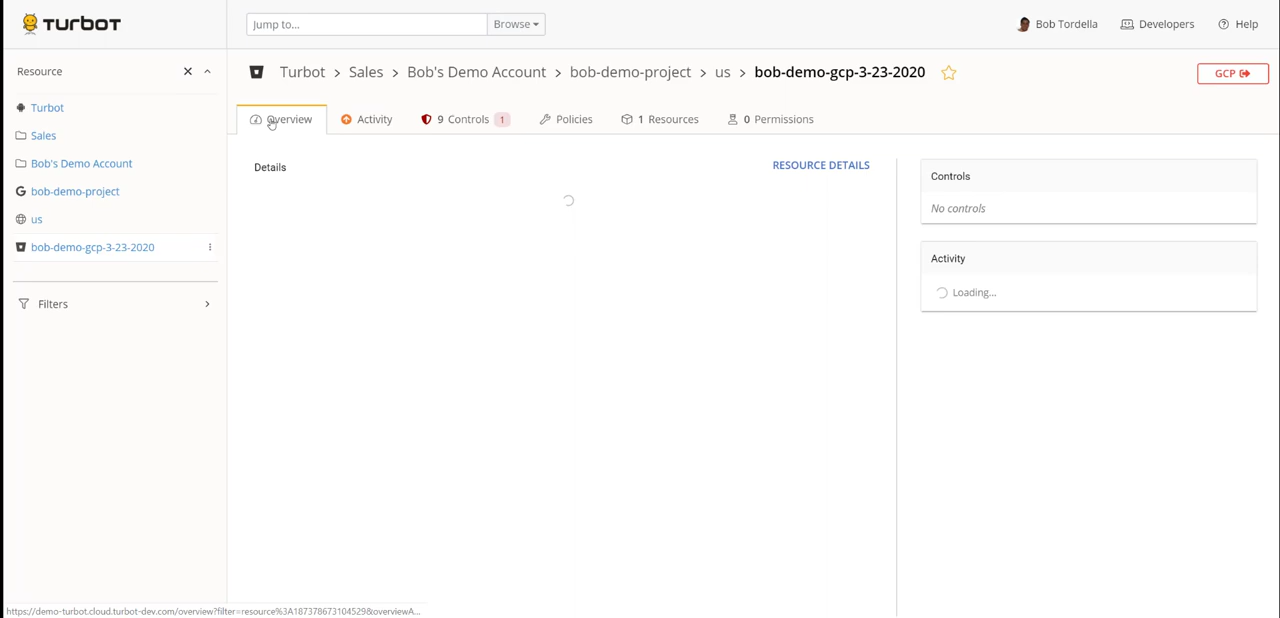 TURBOT
Jump to...
Browse
Bob Tordella
Developers
Help
Resource
Turbot > Sales > Bob's Demo Account > bob-demo-project > us > bob-demo-gcp-3-23-2020
GCP
Turbot
Sales
Bob's Demo Account
bob-demo-project
us
bob-demo-gcp-3-23-2020
Filters
Overview
Activity
9 Controls 1
Policies
1 Resources
0 Permissions
Details
RESOURCE DETAILS
Controls
No controls
Activity
Loading...
https://demo-turbot.cloud.turbot-dev.com/overview?filter=resource%3A187378673104529&overviewA...